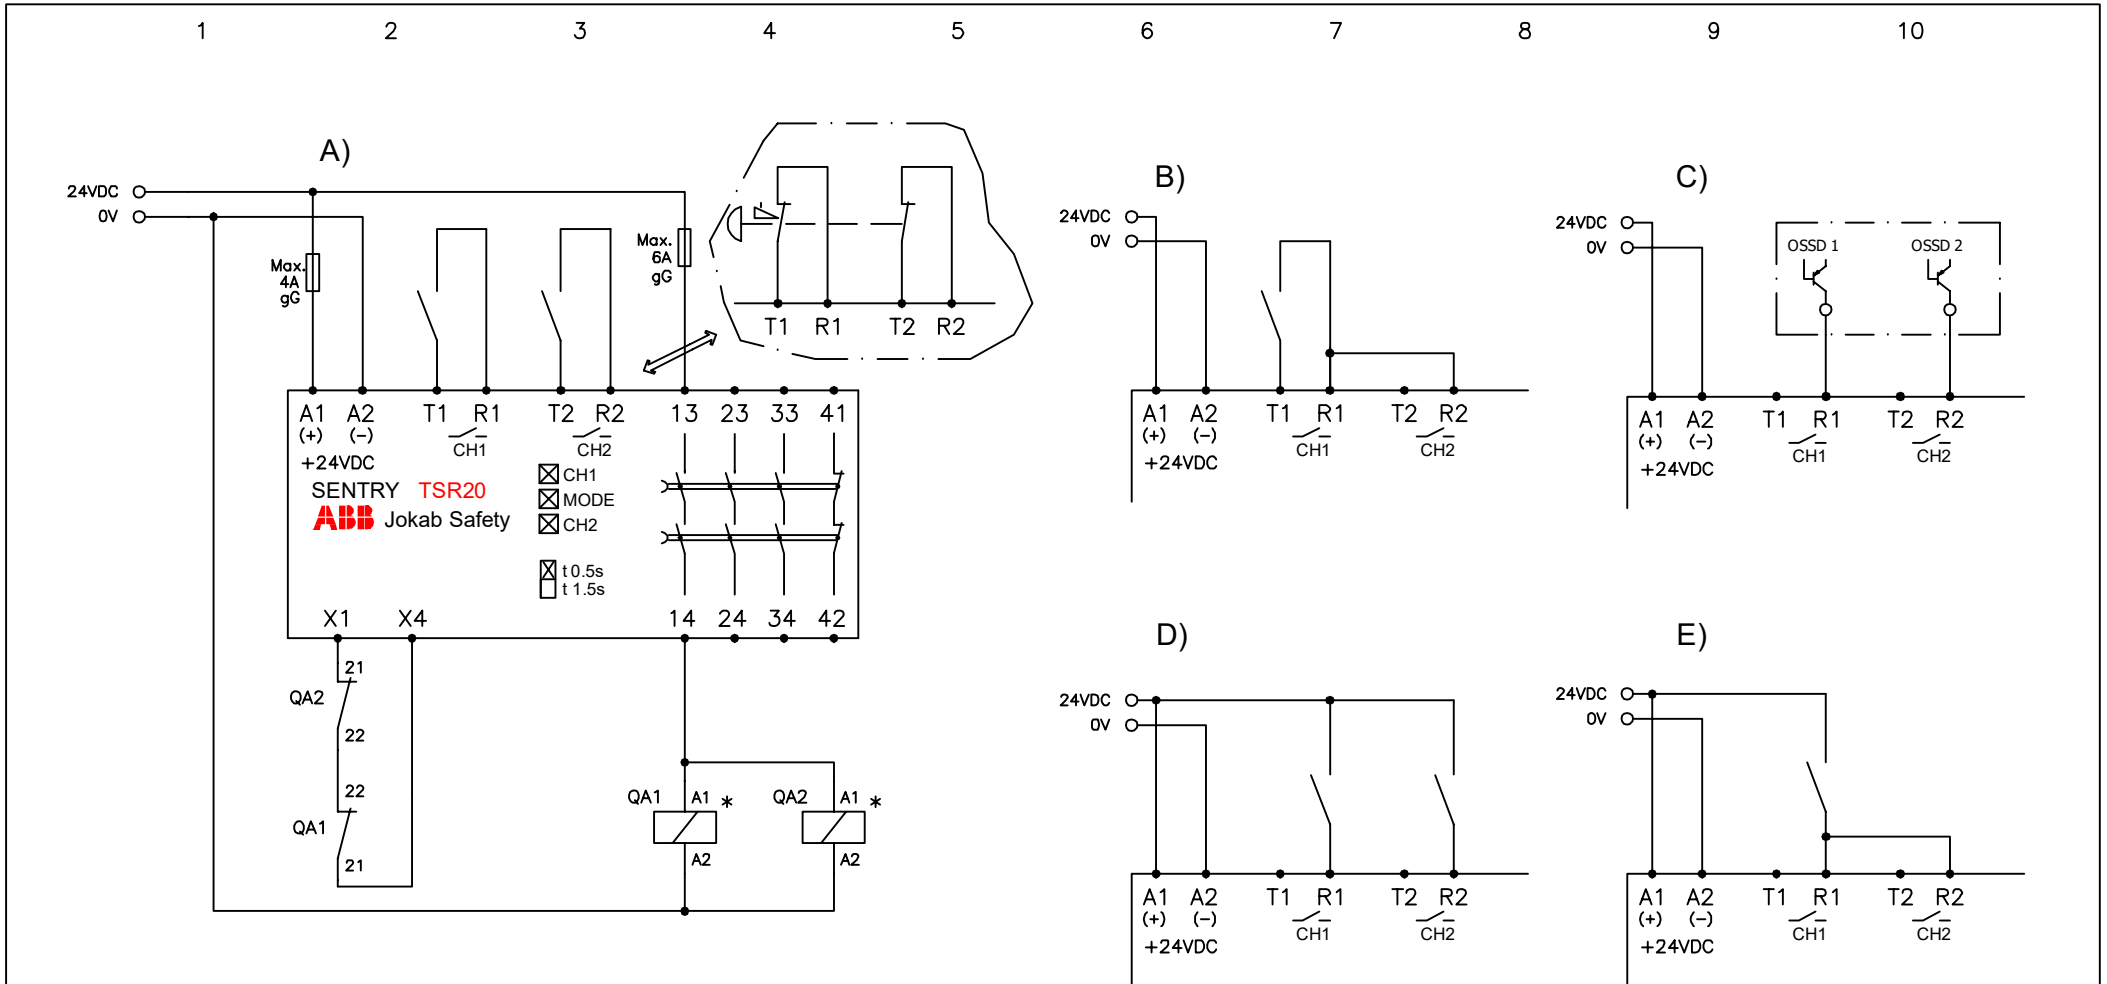 1 2 3 4 5 6 7 8 9 10
A)
24VDC
0V
Max.
4A
gG
Max.
6A
gG
T1 R1 T2 R2
A1 A2 T1 R1 T2 R2 13 23 33 41
(+) (-) CH1 CH2
+24VDC
SENTRY TSR20
ABB Jokab Safety
CH1
MODE
CH2
t 0.5s
t 1.5s
X1 X4 14 24 34 42
21
QA2
22
22
QA1
21
QA1 A1 * QA2 A1 *
A2 A2
B)
24VDC
0V
A1 A2 T1 R1 T2 R2
(+) (-) CH1 CH2
+24VDC
C)
24VDC
0V
OSSD 1 OSSD 2
A1 A2 T1 R1 T2 R2
(+) (-) CH1 CH2
+24VDC
D)
24VDC
0V
A1 A2 T1 R1 T2 R2
(+) (-) CH1 CH2
+24VDC
E)
24VDC
0V
A1 A2 T1 R1 T2 R2
(+) (-) CH1 CH2
+24VDC